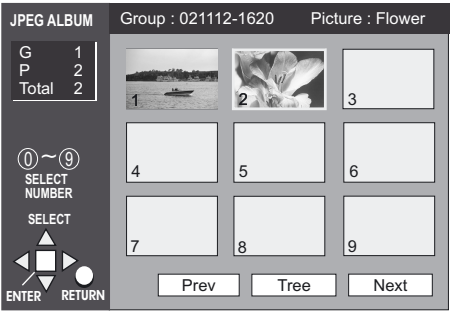 JPEG ALBUM
Group : 021112-1620 Picture : Flower
G 1
P 2
Total 2
0~9
SELECT
NUMBER
SELECT
ENTER RETURN
1 2 3
4 5 6
7 8 9
Prev Tree Next